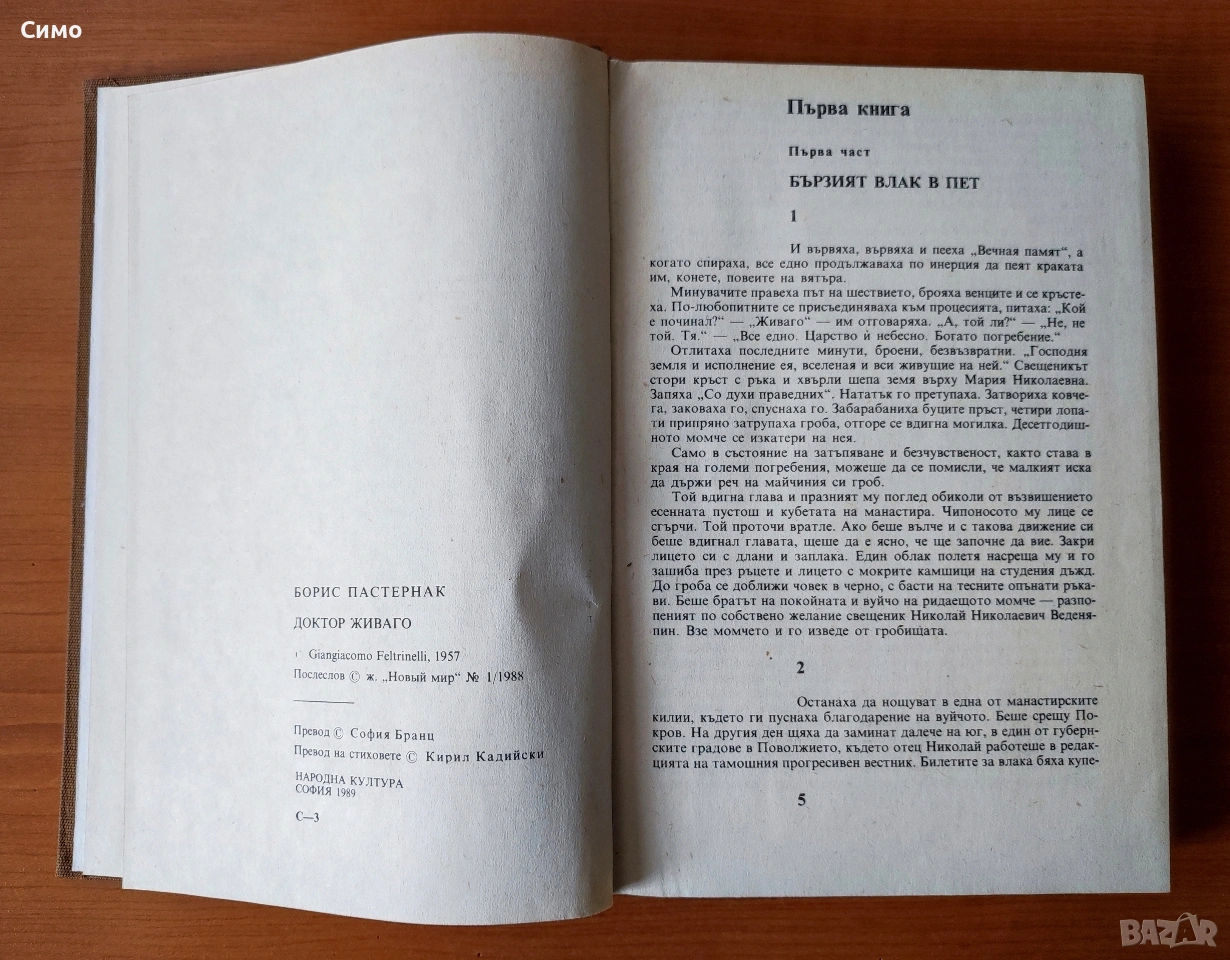 Симо
БОРИС ПАСТЕРНАК
ДОКТОР ЖИВАГО
Giangiacomo Feltrinelli, 1957
Послеслов © ж. „Новый мир“ № 1/1988
Превод © София Бранц
Превод на стиховете © Кирил Кадийски
НАРОДНА КУЛТУРА
СОФИЯ 1989
С—3
Първа книга
Първа част
БЪРЗИЯТ ВЛАК В ПЕТ
1
И вървяха, вървяха и пееха „Вечная памят“, а
когато спираха, все едно продължаваха по инерция да пеят краката
им, конете, повеите на вятъра.
Минувачите правеха път на шествието, брояха венците и се кръсте-
ха. По-любопитните се присъединяваха към процесията, питаха: „Кой
е починал?“ — „Живаго“ — им отговаряха. „А, той ли?“ — „Не, не
той. Тя.“ — „Все едно. Царство ѝ небесно. Богато погребение.“
Отлитаха последните минути, броени, безвъзвратни. „Господня
земля и исполнение ея, вселеная и вси живущие на ней.“ Свещеникът
стори кръст с ръка и хвърли шепа земя върху Мария Николаевна.
Запяха „Со духи праведних“. Нататък го претупаха. Затвориха ковче-
га, заковаха го, спуснаха го. Забарабаниха буците пръст, четири лопа-
ти припряно затрупаха гроба, отгоре се вдигна могилка. Десетгодиш-
ното момче се изкатери на нея.
Само в състояние на затъпяване и безчувственост, както става в
края на големи погребения, можеше да се помисли, че малкият иска
да държи реч на майчиния си гроб.
Той вдигна глава и празният му поглед обиколи от възвишението
есенната пустош и кубетата на манастира. Чипоносото му лице се
сгърчи. Той проточи вратле. Ако беше вълче и с такова движение си
беше вдигнал главата, щеше да е ясно, че ще започне да вие. Закри
лицето си с длани и заплака. Един облак полетя насреща му и го
зашиба през ръцете и лицето с мокрите камшици на студения дъжд.
До гроба се доближи човек в черно, с басти на тесните опънати ръка-
ви. Беше братът на покойната и вуйчо на ридаещото момче — разпо-
пеният по собствено желание свещеник Николай Николаевич Веденя-
пин. Взе момчето и го изведе от гробищата.
2
Останаха да нощуват в една от манастирските
килии, където ги пуснаха благодарение на вуйчото. Беше срещу По-
кров. На другия ден щяха да заминат далече на юг, в един от губерн-
ските градове в Поволжието, където отец Николай работеше в редак-
цията на тамошния прогресивен вестник. Билетите за влака бяха купе-
5
BAZAR